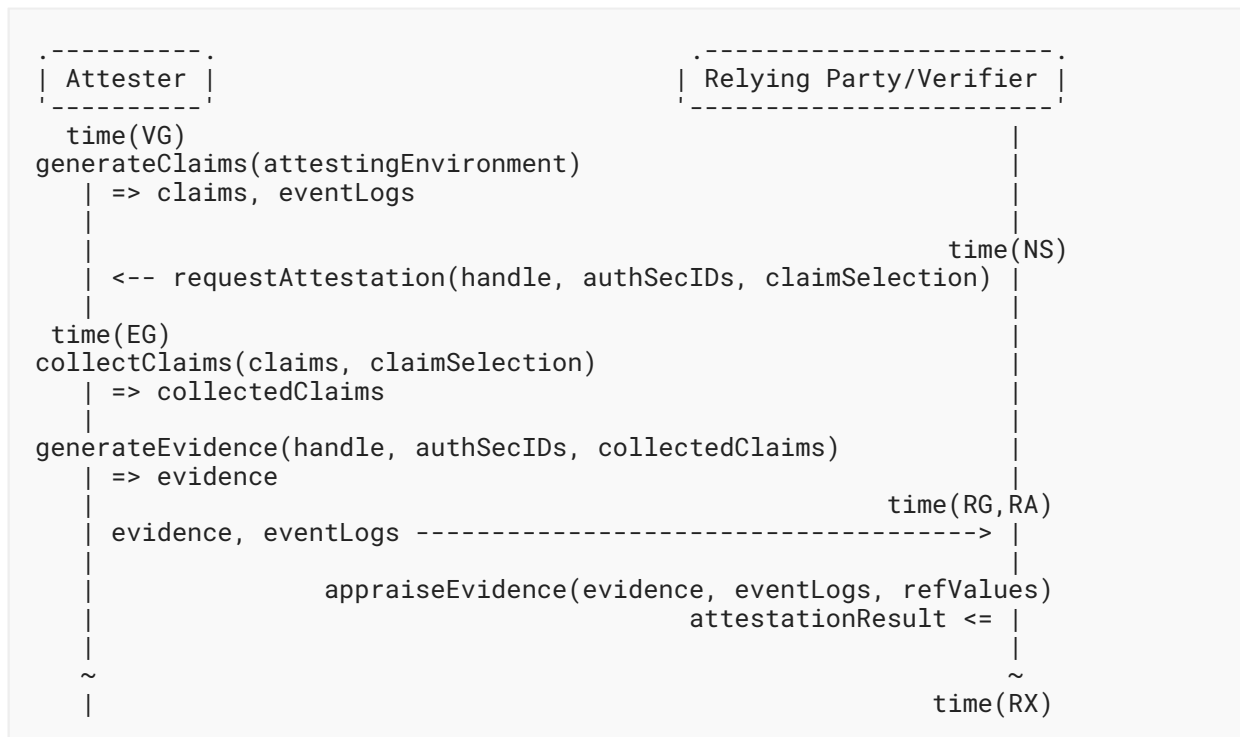 .----------.                                .-----------------------.
| Attester |                               | Relying Party/Verifier |
'----------'                               '------------------------'
  time(VG)                                                       |
generateClaims(attestingEnvironment)                             |
   | => claims, eventLogs                                        |
   |                                                             |
   |                                                        time(NS)
   | <-- requestAttestation(handle, authSecIDs, claimSelection) |
   |                                                             |
 time(EG)                                                        |
collectClaims(claims, claimSelection)                            |
   | => collectedClaims                                          |
   |                                                             |
generateEvidence(handle, authSecIDs, collectedClaims)            |
   | => evidence                                                 |
   |                                                    time(RG,RA)
   | evidence, eventLogs -------------------------------------> |
   |                                                             |
   |               appraiseEvidence(evidence, eventLogs, refValues)
   |                                       attestationResult <= |
   |                                                             |
   ~                                                             ~
   |                                                       time(RX)